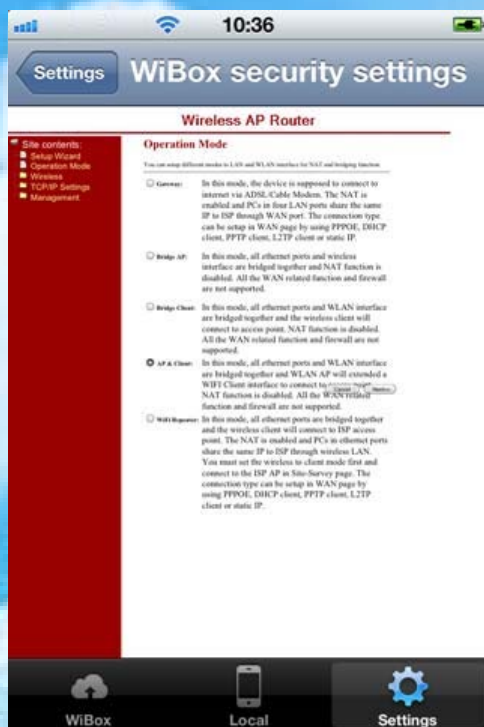 10:36
Settings
WiBox security settings
Wireless AP Router
Site contents:
Setup Wizard
Operation Mode
Wireless
TCP/IP Settings
Management
Operation Mode
You can setup different modes to LAN and WLAN interface for NAT and bridging function.
Gateway: In this mode, the device is supposed to connect to
internet via ADSL/Cable Modem. The NAT is
enabled and PCs in four LAN ports share the same
IP to ISP through WAN port. The connection type
can be setup in WAN page by using PPPOE, DHCP
client, PPTP client, L2TP client or static IP.
Bridge AP: In this mode, all ethernet ports and wireless
interface are bridged together and NAT function is
disabled. All the WAN related function and firewall
are not supported.
Bridge Client: In this mode, all ethernet ports and WLAN interface
are bridged together and the wireless client will
connect to access point. NAT function is disabled.
All the WAN related function and firewall are not
supported.
AP & Client: In this mode, all ethernet ports and WLAN interface
are bridged together and WLAN AP will extended a
WIFI Client interface to connect to
NAT function is disabled. All the WAN related
function and firewall are not supported.
WiFi Repeater: In this mode, all ethernet ports are bridged together
and the wireless client will connect to ISP access
point. The NAT is enabled and PCs in ethernet ports
share the same IP to ISP through wireless LAN.
You must set the wireless to client mode first and
connect to the ISP AP in Site-Survey page. The
connection type can be setup in WAN page by
using PPPOE, DHCP client, PPTP client, L2TP
client or static IP.
WiBox
Local
Settings